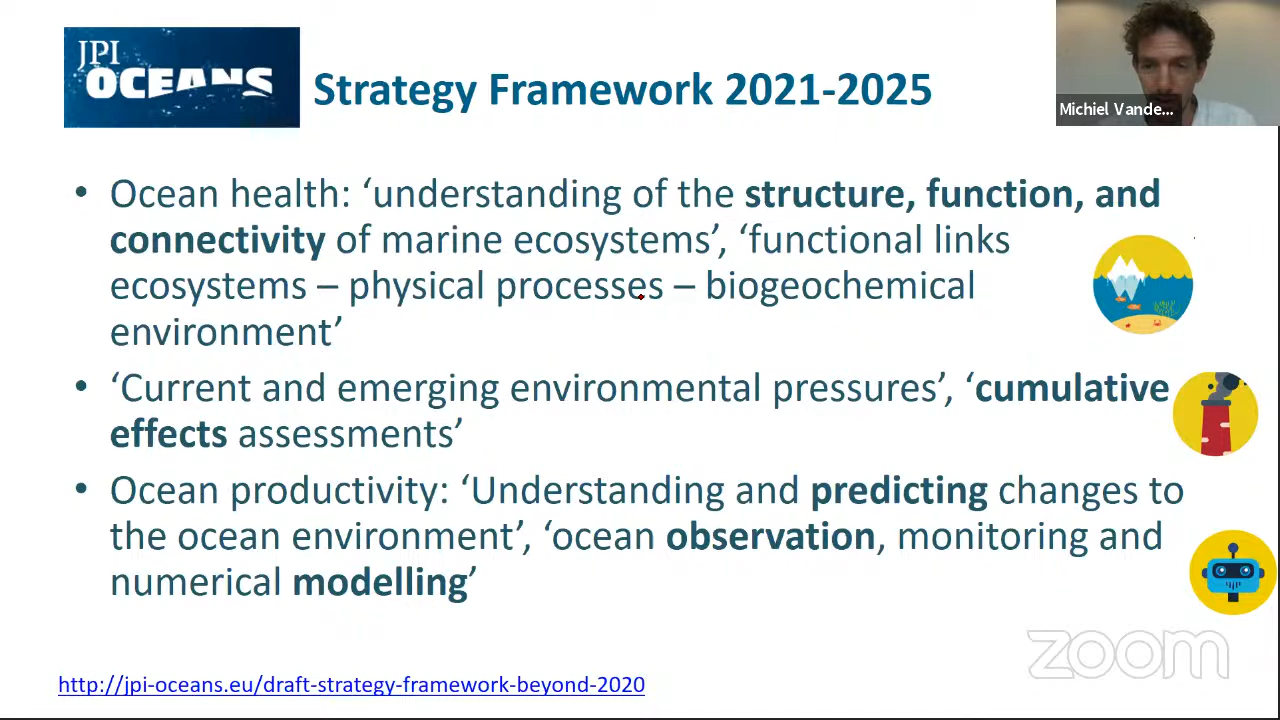 JPI
OCEANS
Strategy Framework 2021-2025
Michiel Vande...
• Ocean health: ‘understanding of the structure, function, and
connectivity of marine ecosystems’, ‘functional links
ecosystems – physical processes – biogeochemical
environment’
• ‘Current and emerging environmental pressures’, ‘cumulative
effects assessments’
• Ocean productivity: ‘Understanding and predicting changes to
the ocean environment’, ‘ocean observation, monitoring and
numerical modelling’
zoom
http://jpi-oceans.eu/draft-strategy-framework-beyond-2020